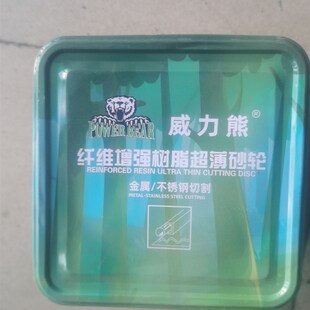 POWER BEAR
威力熊®
纤维增强树脂超薄砂轮
REINFORCED RESIN ULTRA THIN CUTTING DISC
金属/不锈钢切割
METAL/STAINLESS STEEL CUTTING